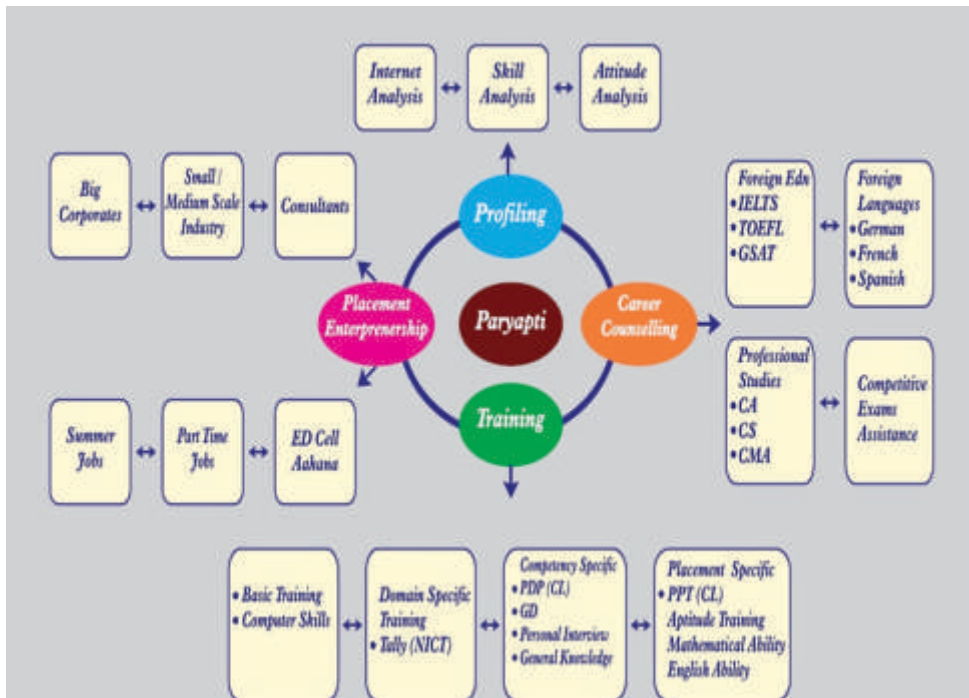 Internet
Analysis
Skill
Analysis
Attitude
Analysis
Big
Corporates
Small /
Medium Scale
Industry
Consultants
Profiling
Foreign Edn
• IELTS
• TOEFL
• GSAT
Foreign
Languages
• German
• French
• Spanish
Placement
Enterprenership
Paryapti
Career
Counselling
Professional
Studies
• CA
• CS
• CMA
Competitive
Exams
Assistance
Training
Summer
Jobs
Part Time
Jobs
ED Cell
Aahana
• Basic Training
• Computer Skills
Domain Specific
Training
• Tally (NICT)
Competency Specific
• PDP (CL)
• GD
• Personal Interview
• General Knowledge
Placement Specific
• PPT (CL)
Aptitude Training
Mathematical Ability
English Ability